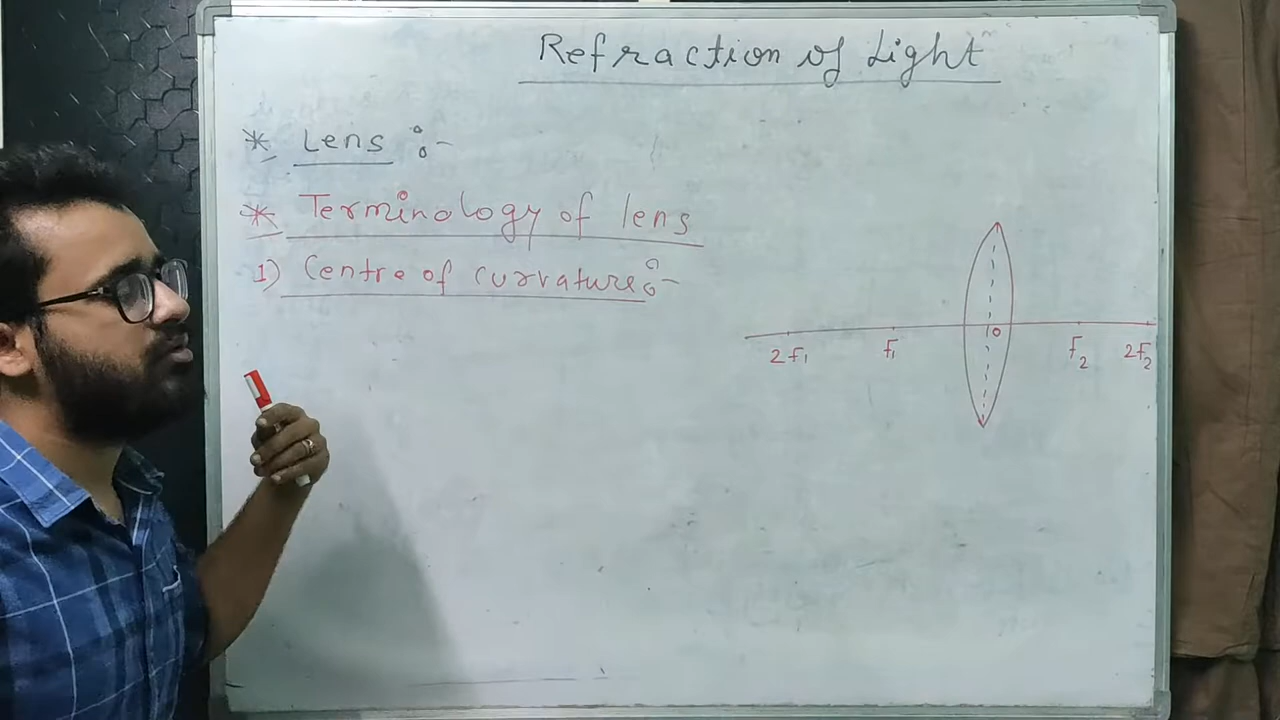 Refraction of Light
* Lens :-
* Terminology of lens
1) Centre of curvature :-
2F₁ F₁ O F₂ 2F₂